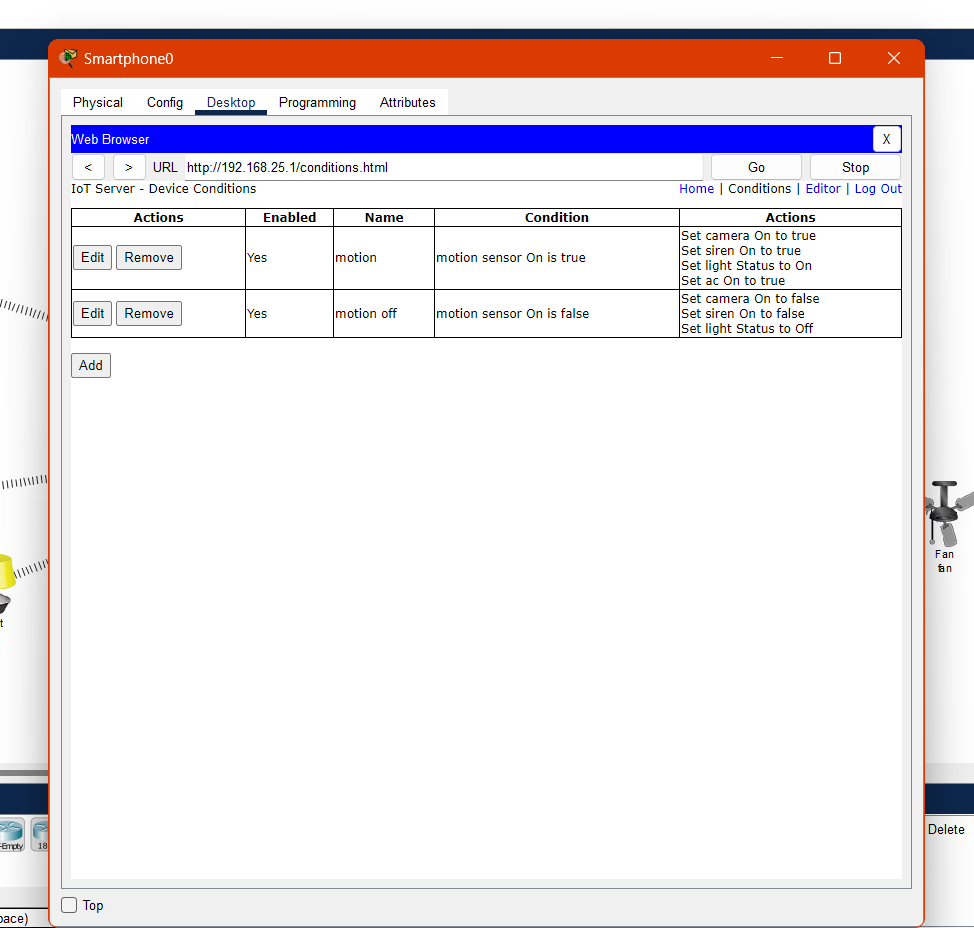 Smartphone0
Physical Config Desktop Programming Attributes
Web Browser X
< > URL http://192.168.25.1/conditions.html Go Stop
IoT Server - Device Conditions Home | Conditions | Editor | Log Out
Actions Enabled Name Condition Actions
Edit Remove Yes motion motion sensor On is true Set camera On to true
Set siren On to true
Set light Status to On
Set ac On to true
Edit Remove Yes motion off motion sensor On is false Set camera On to false
Set siren On to false
Set light Status to Off
Add
Fan
fan
t
-Empty 18
Delete
Top
pace)